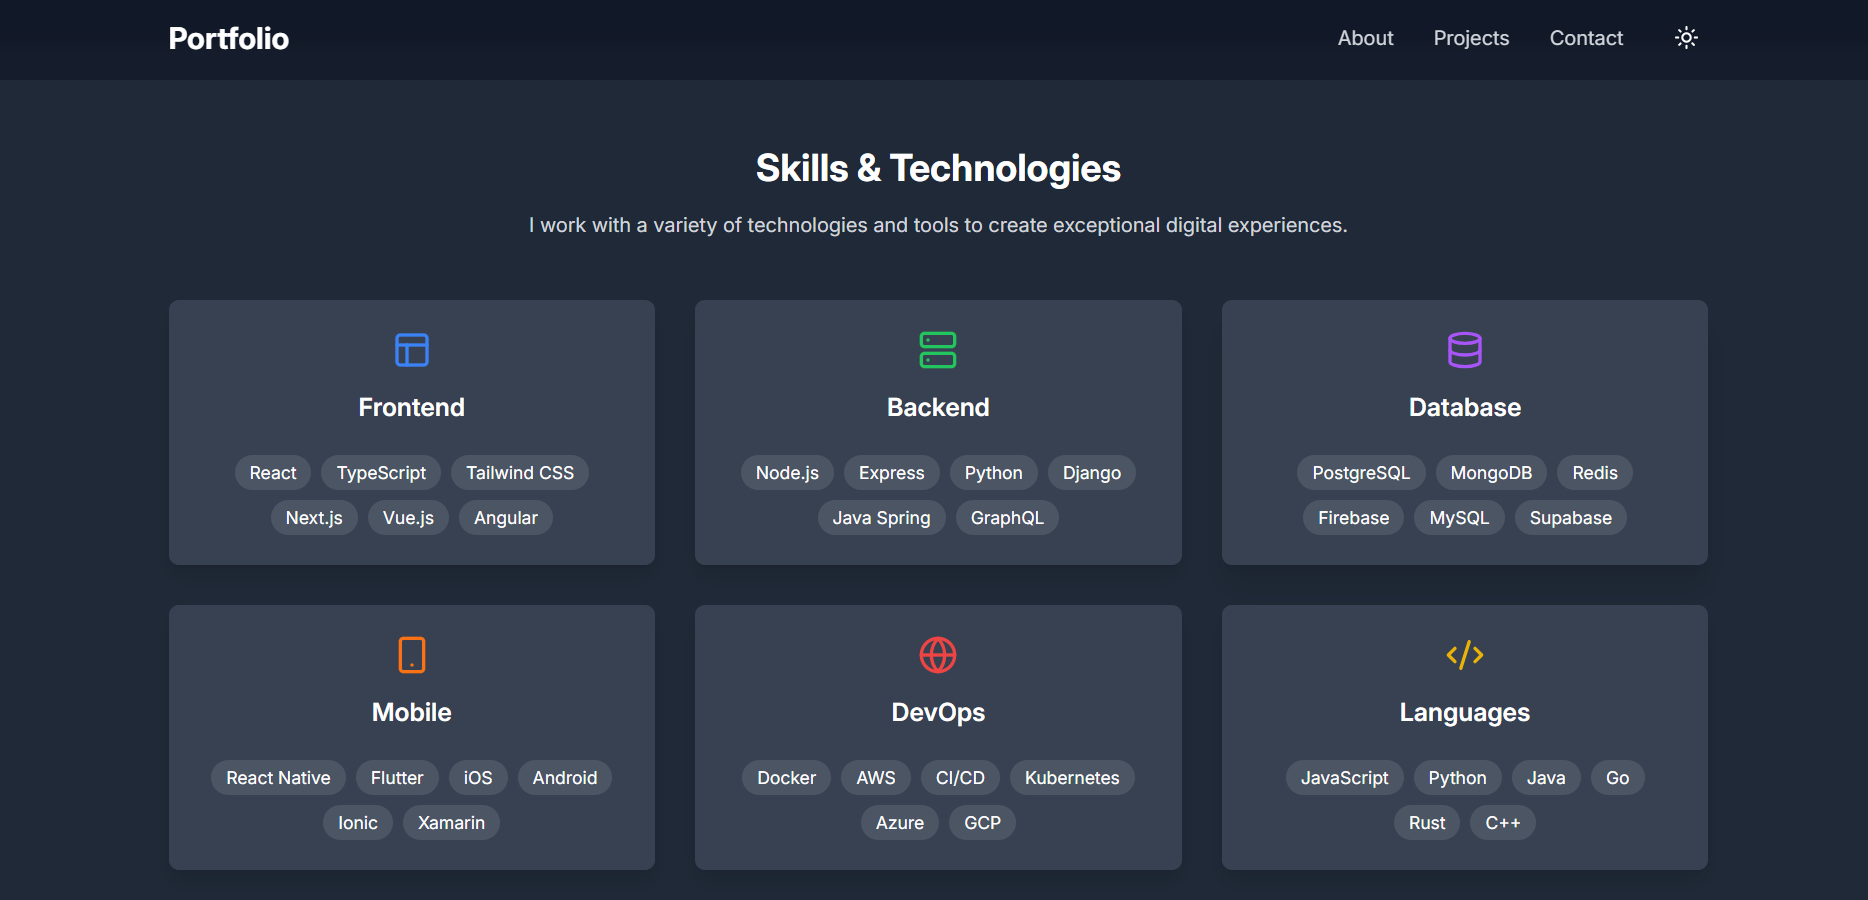 Portfolio
About Projects Contact
Skills & Technologies
I work with a variety of technologies and tools to create exceptional digital experiences.
Frontend
React TypeScript Tailwind CSS
Next.js Vue.js Angular
Backend
Node.js Express Python Django
Java Spring GraphQL
Database
PostgreSQL MongoDB Redis
Firebase MySQL Supabase
Mobile
React Native Flutter iOS Android
Ionic Xamarin
DevOps
Docker AWS CI/CD Kubernetes
Azure GCP
Languages
JavaScript Python Java Go
Rust C++